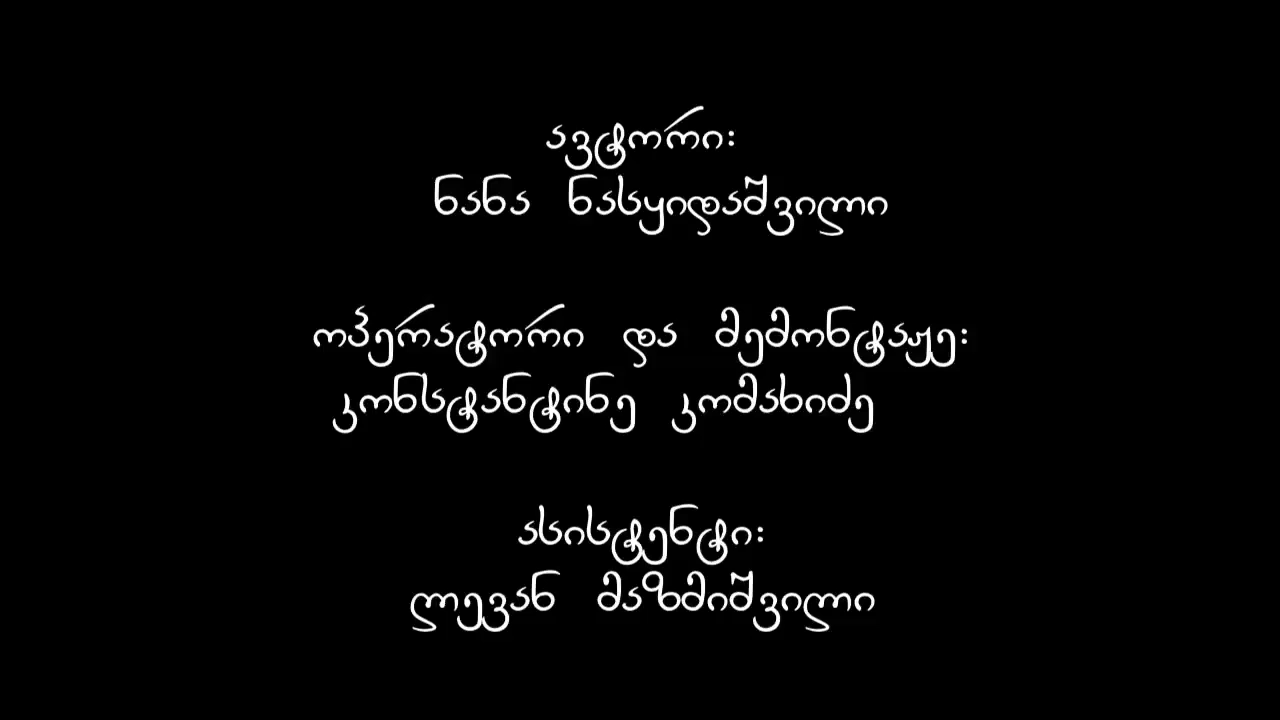 ავტორი:
ნანა ნასყიდაშვილი
ოპერატორი და მემონტაჟე:
კონსტანტინე კომახიძე
ასისტენტი:
ლევან მაზმიშვილი